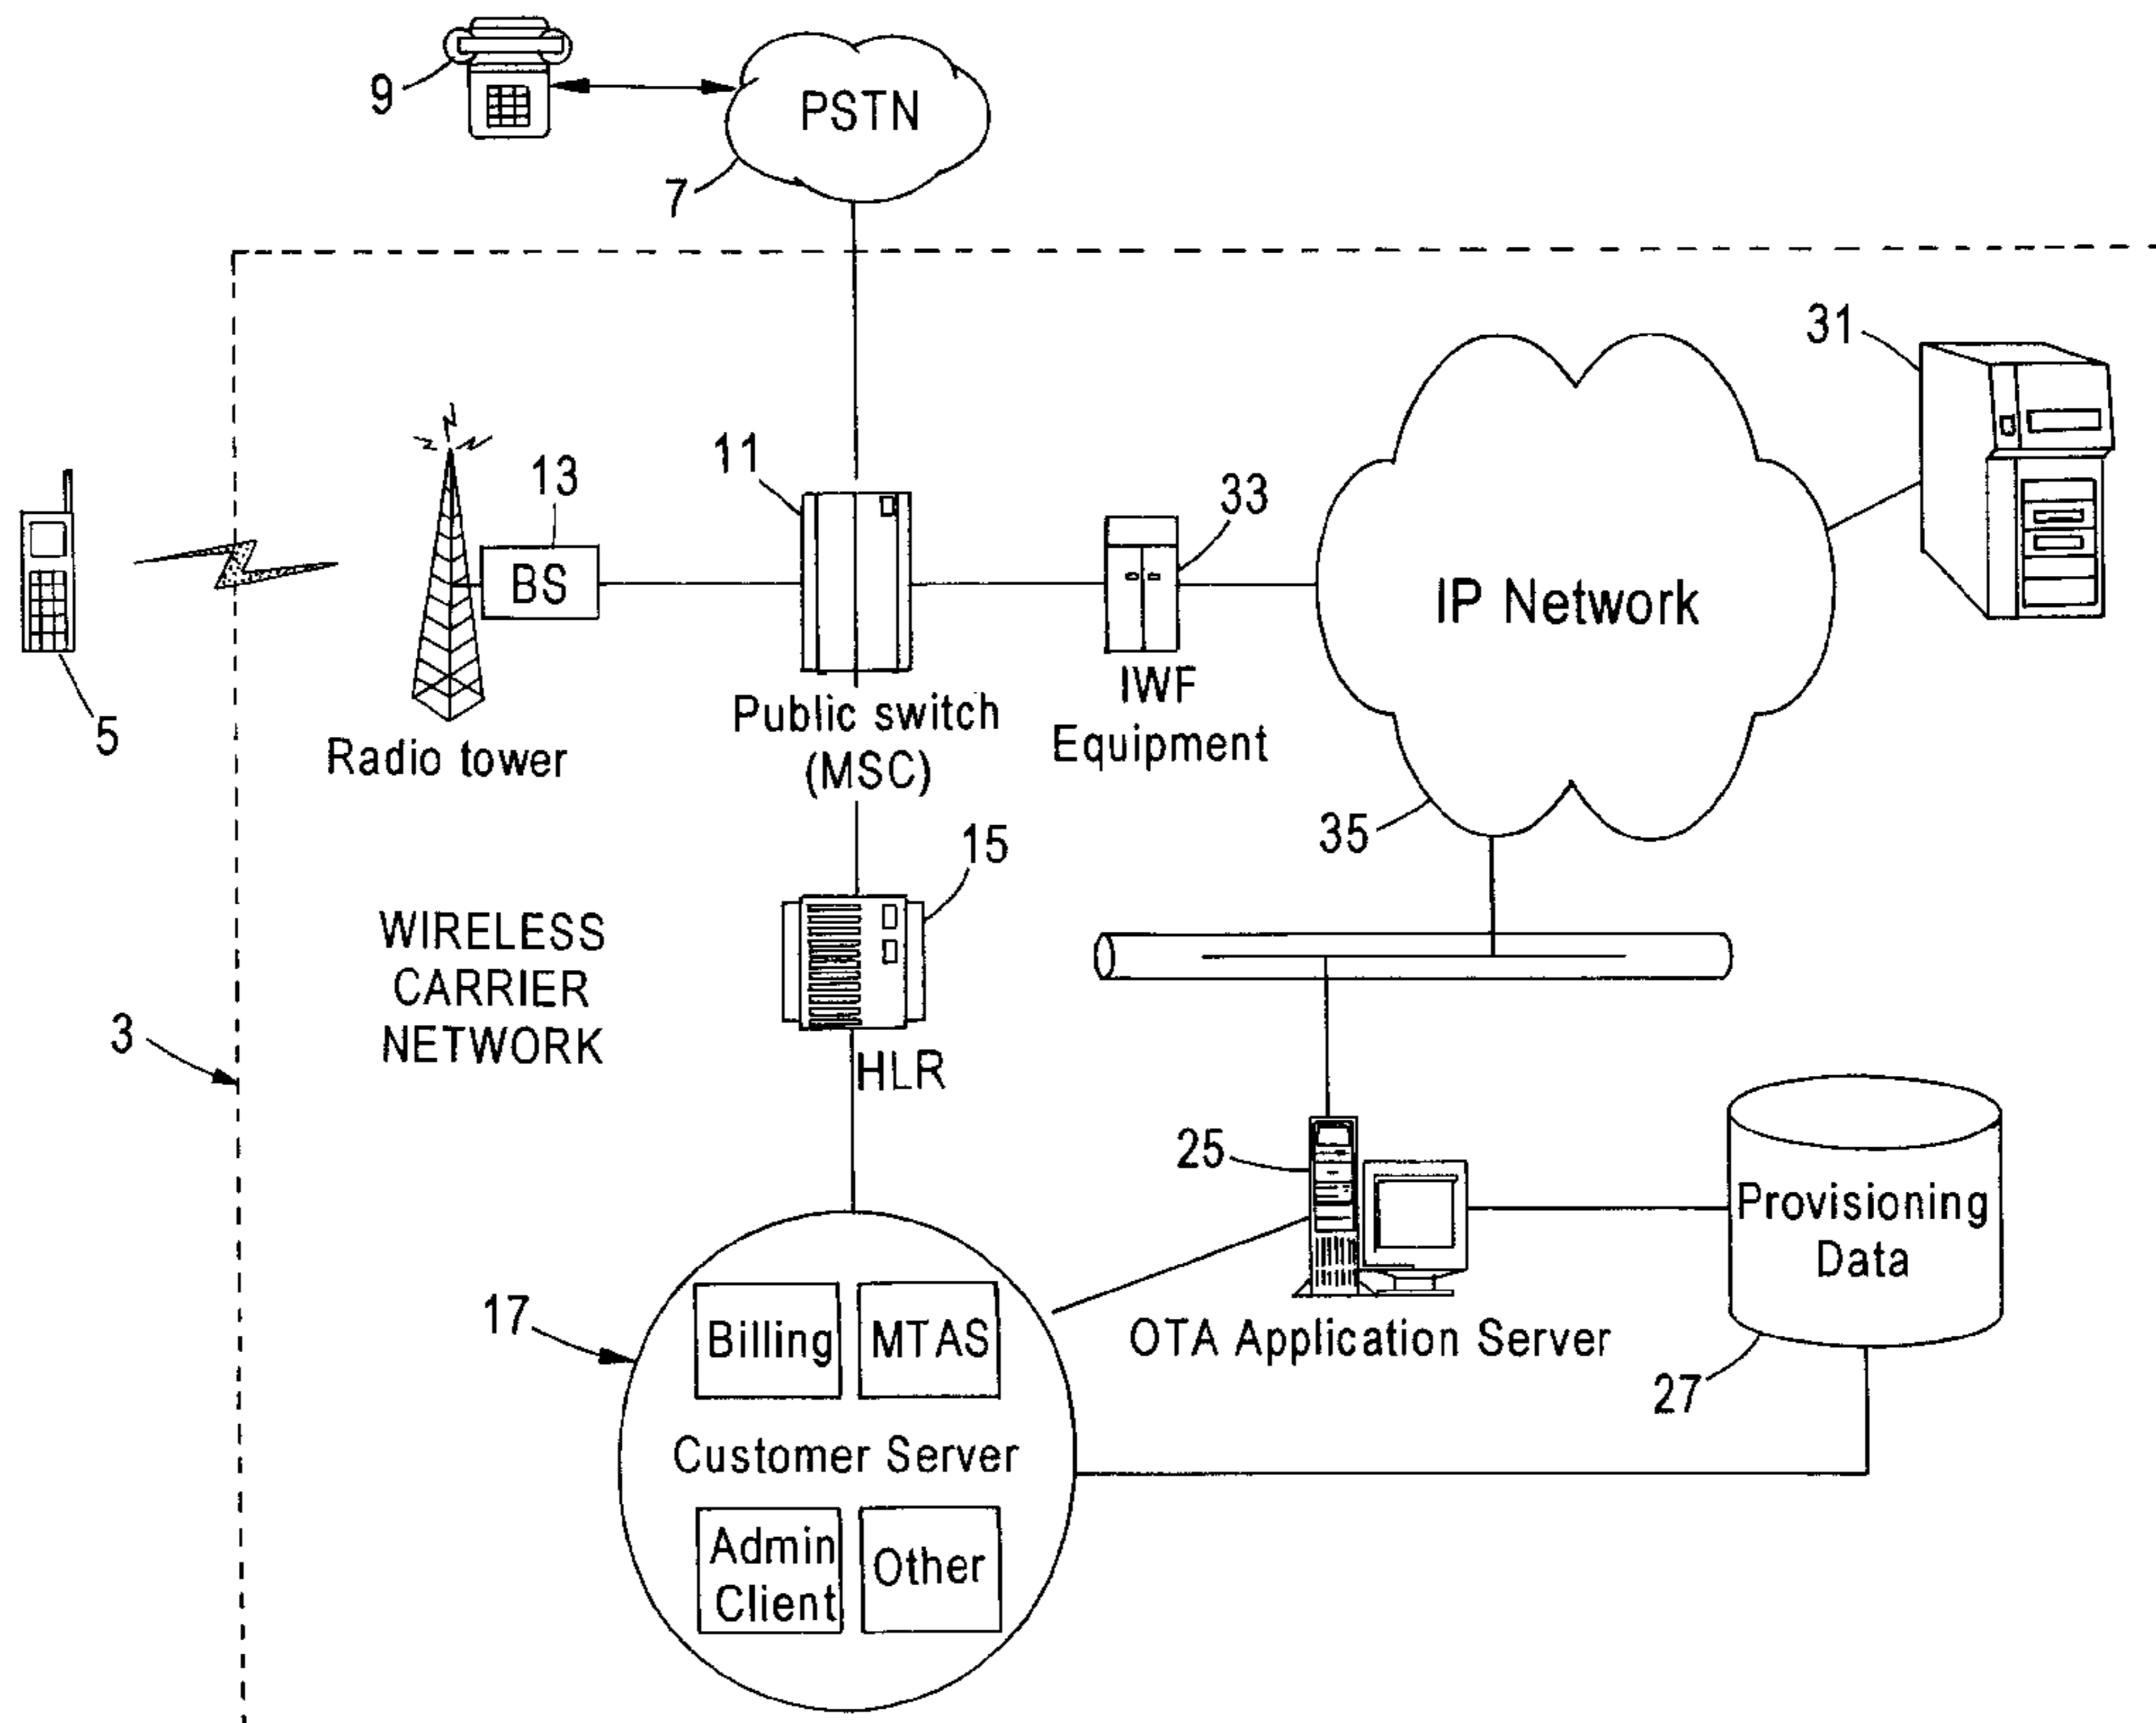 9
PSTN
7
31
11
13
33
BS
IP Network
5
Radio tower
Public switch
(MSC)
IWF
Equipment
35
15
WIRELESS
CARRIER
NETWORK
3
HLR
25
Provisioning
Data
17
Billing
MTAS
OTA Application Server
27
Customer Server
Admin
Client
Other